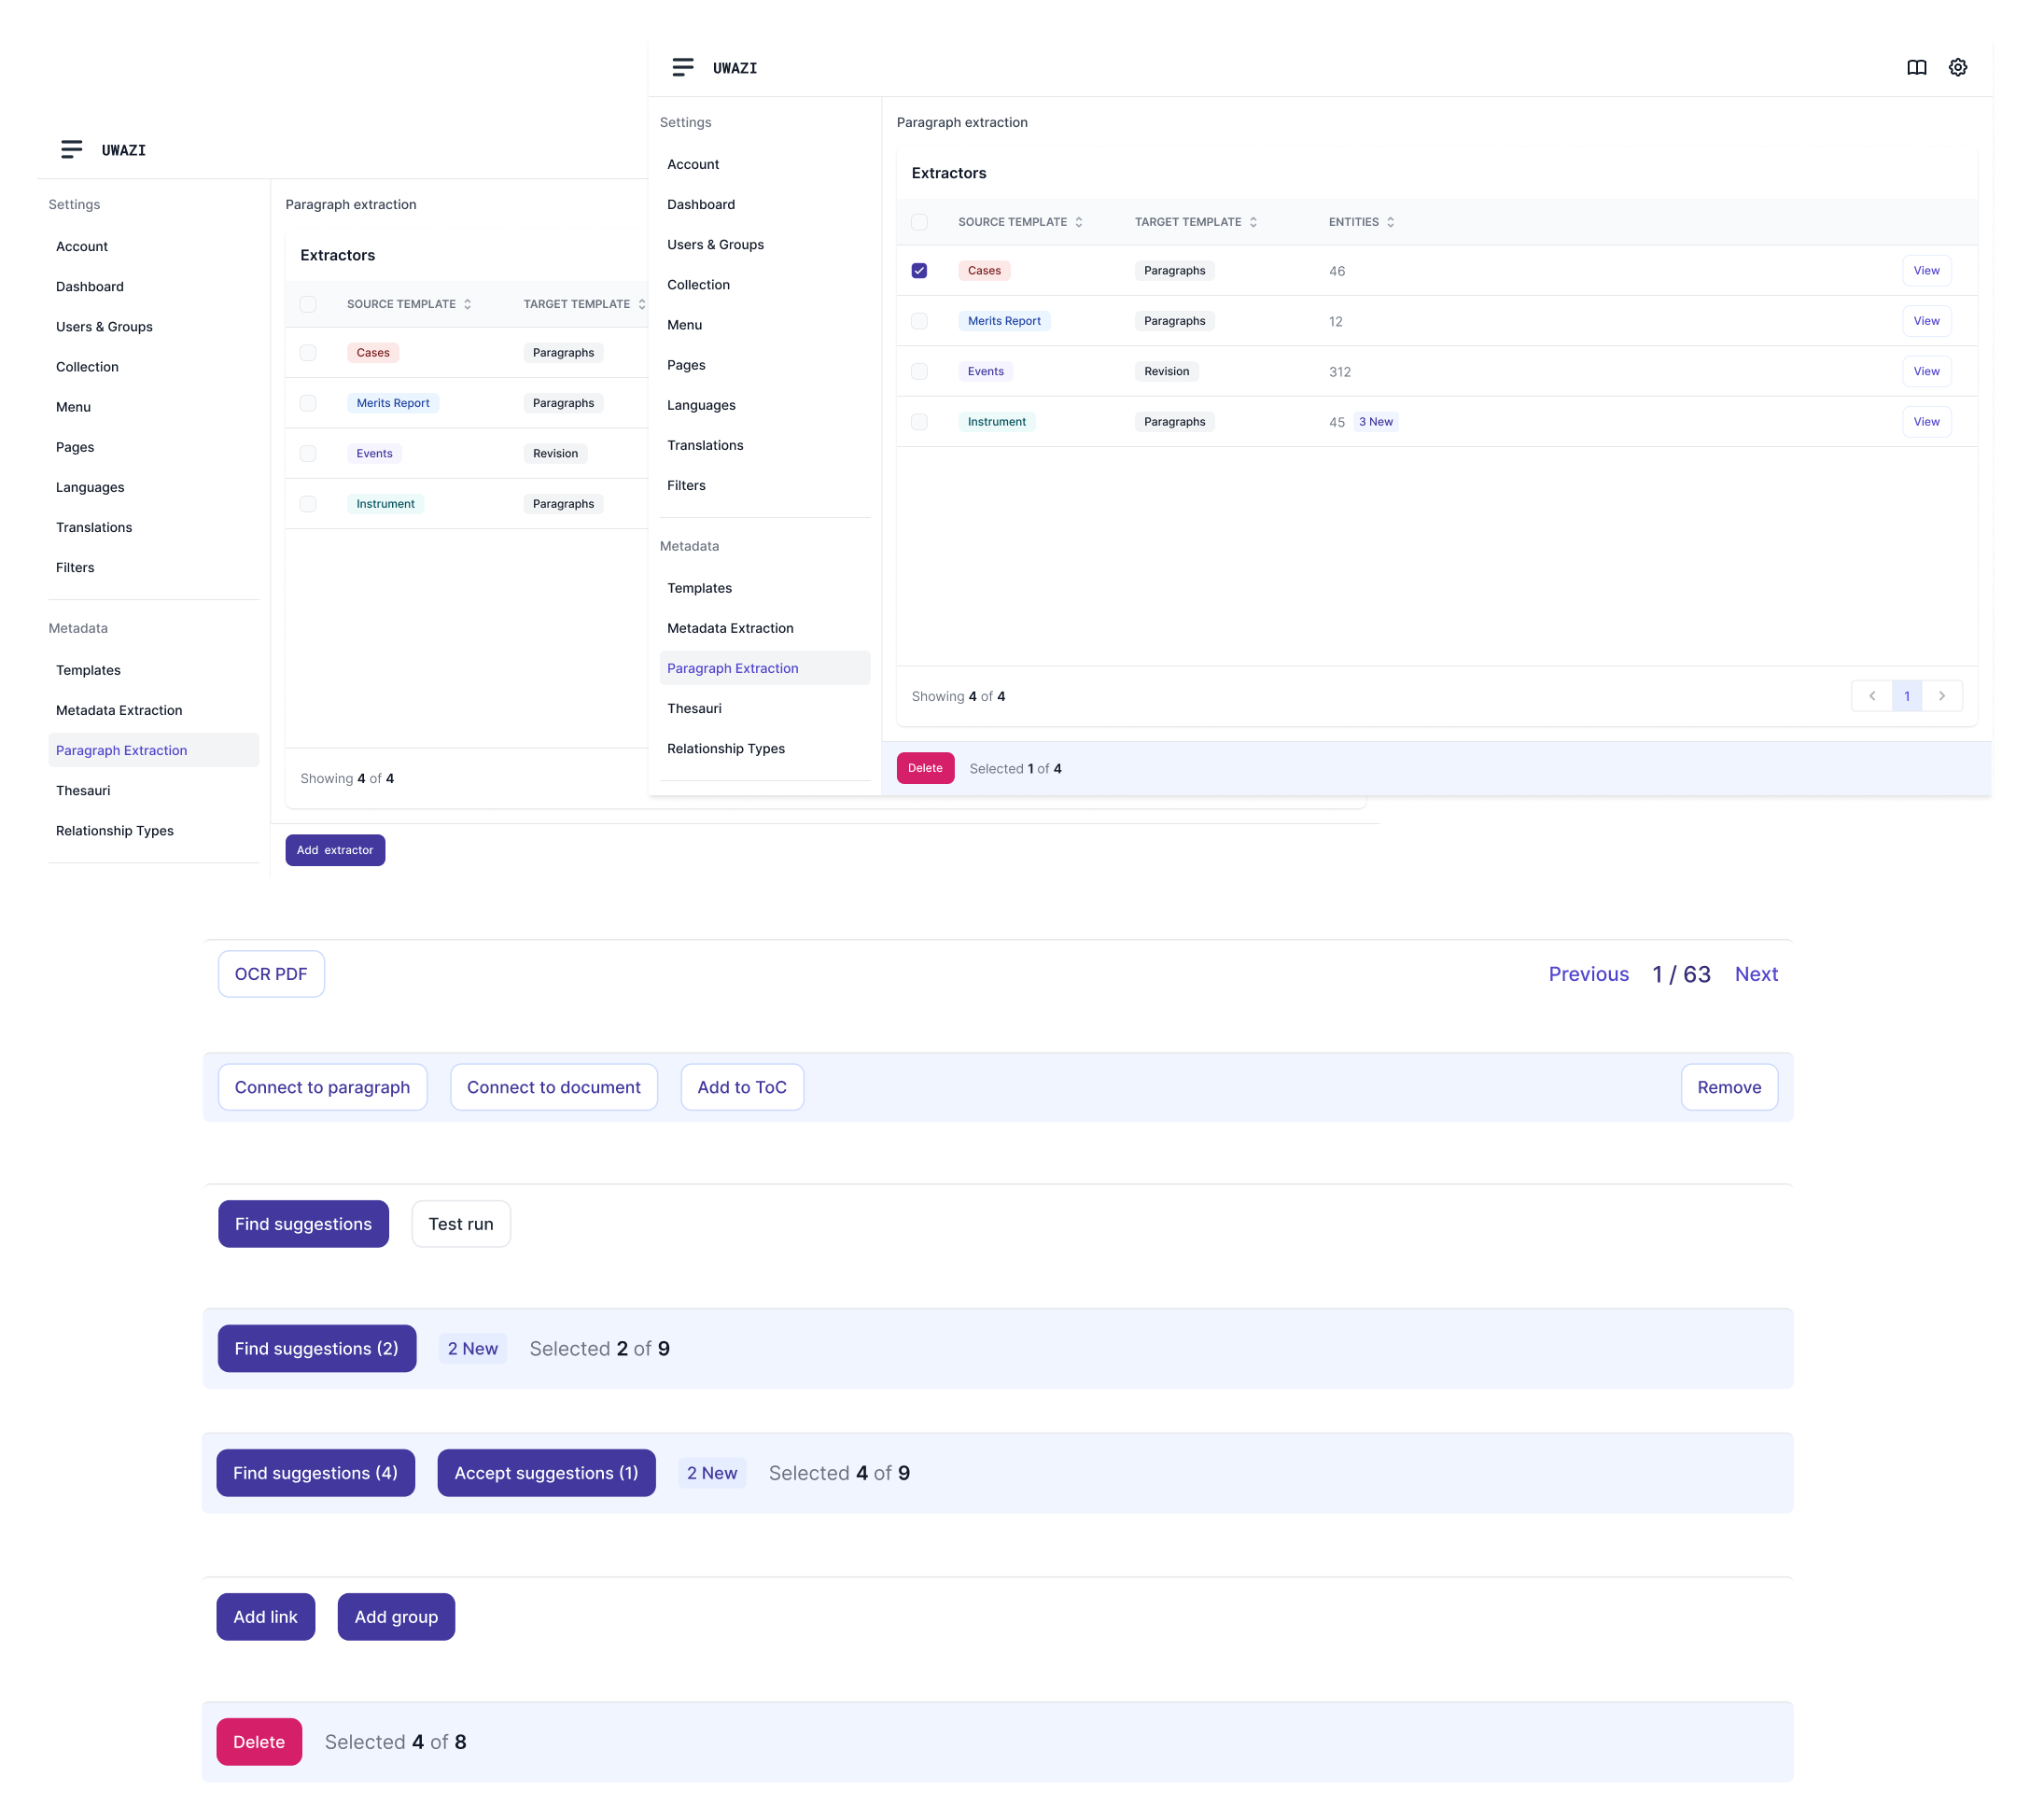 UWAZI
Settings
Account
Dashboard
Users & Groups
Collection
Menu
Pages
Languages
Translations
Filters
Metadata
Templates
Metadata Extraction
Paragraph Extraction
Thesauri
Relationship Types
Paragraph extraction
Extractors
SOURCE TEMPLATE TARGET TEMPLATE
Cases Paragraphs
Merits Report Paragraphs
Events Revision
Instrument Paragraphs
Showing 4 of 4
Add extractor
UWAZI
Settings
Account
Dashboard
Users & Groups
Collection
Menu
Pages
Languages
Translations
Filters
Metadata
Templates
Metadata Extraction
Paragraph Extraction
Thesauri
Relationship Types
Paragraph extraction
Extractors
SOURCE TEMPLATE TARGET TEMPLATE ENTITIES
Cases Paragraphs 46 View
Merits Report Paragraphs 12 View
Events Revision 312 View
Instrument Paragraphs 45 3 New View
Showing 4 of 4 1
Delete Selected 1 of 4
OCR PDF Previous 1 / 63 Next
Connect to paragraph Connect to document Add to ToC Remove
Find suggestions Test run
Find suggestions (2) 2 New Selected 2 of 9
Find suggestions (4) Accept suggestions (1) 2 New Selected 4 of 9
Add link Add group
Delete Selected 4 of 8